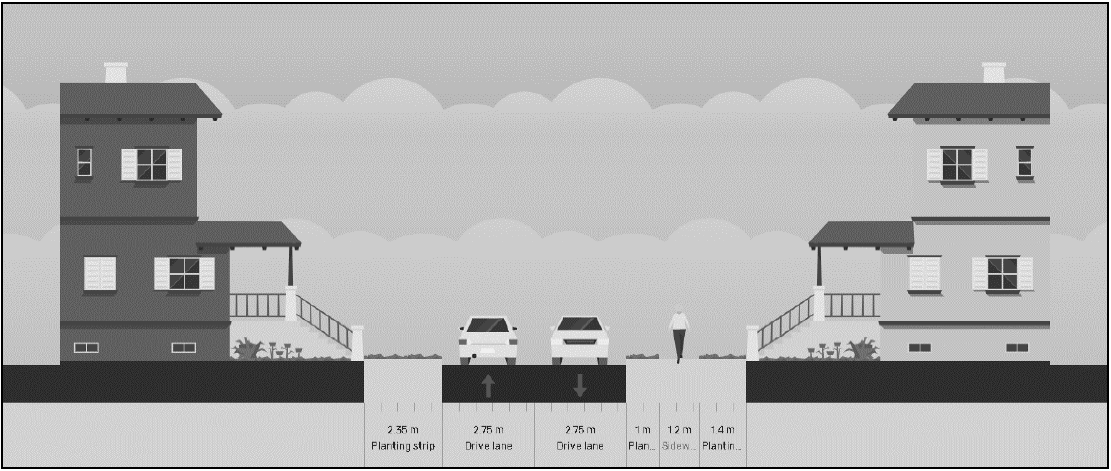 2.35 m
Planting strip
2.75 m
Drive lane
2.75 m
Drive lane
1 m
Plan...
1.2 m
Sidew...
1.4 m
Plantin...